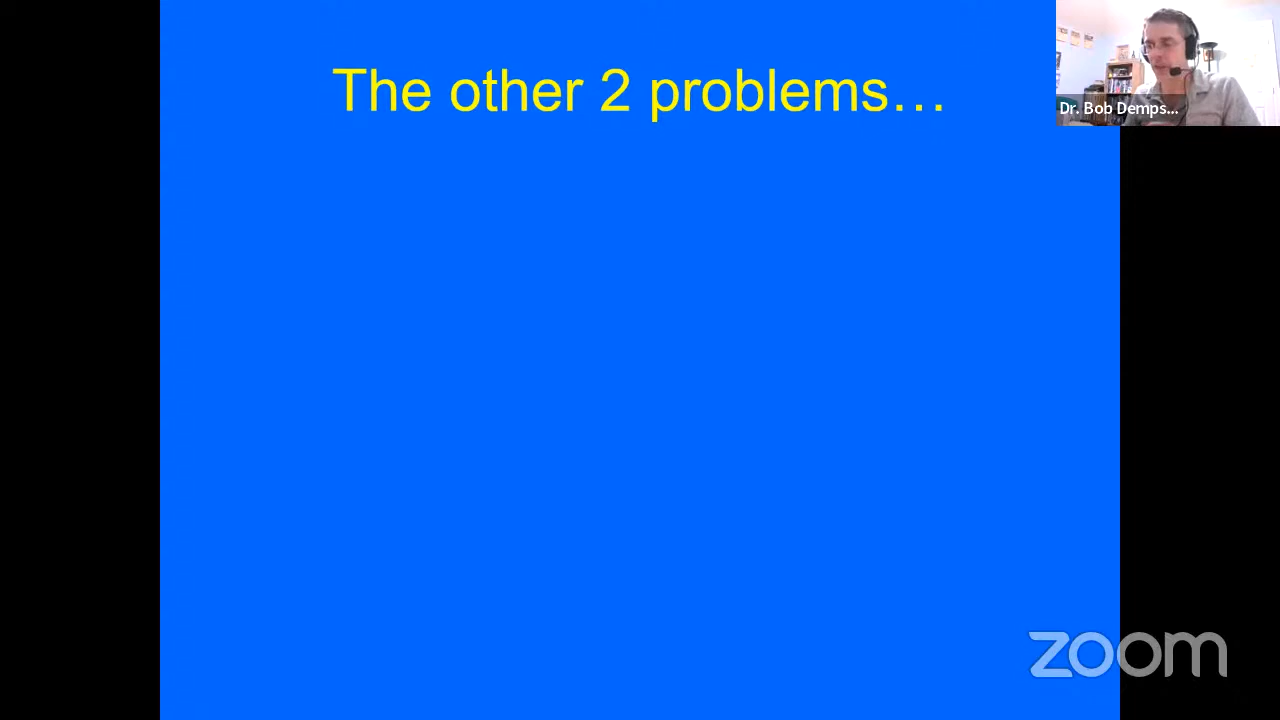 The other 2 problems…
Dr. Bob Demps...
zoom